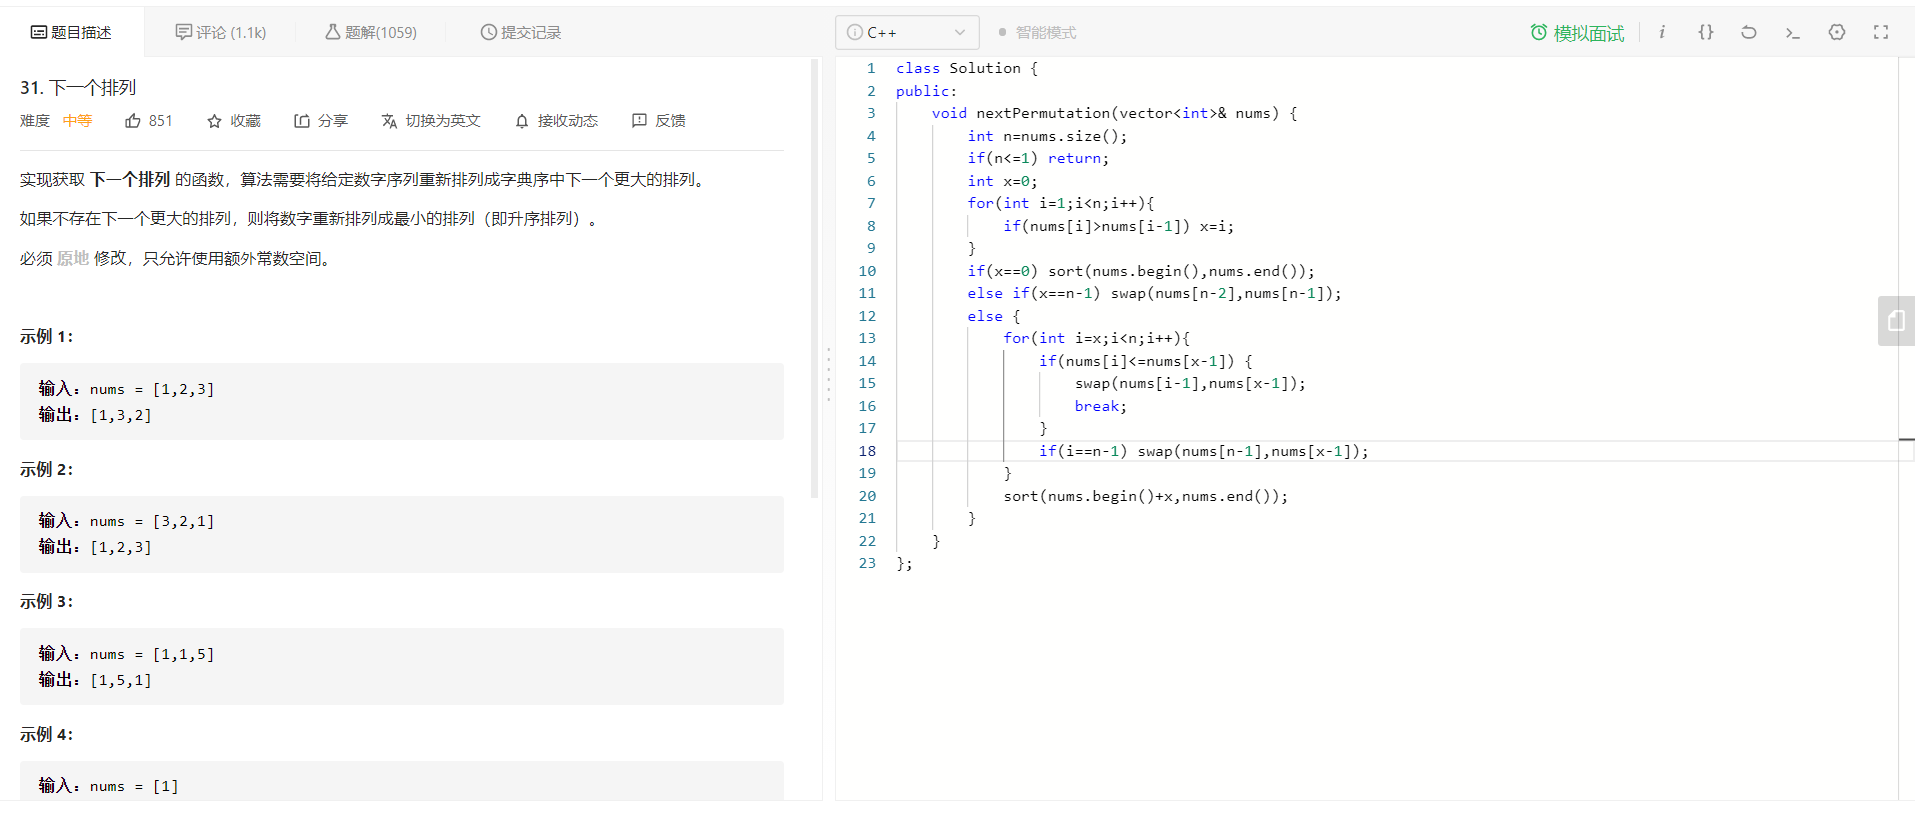 题目描述
评论 (1.1k)
题解(1059)
提交记录
31. 下一个排列
难度 中等 851 收藏 分享 切换为英文 接收动态 反馈
实现获取 下一个排列 的函数，算法需要将给定数字序列重新排列成字典序中下一个更大的排列。
如果不存在下一个更大的排列，则将数字重新排列成最小的排列（即升序排列）。
必须 原地 修改，只允许使用额外常数空间。
示例 1：
输入：nums = [1,2,3]
输出：[1,3,2]
示例 2：
输入：nums = [3,2,1]
输出：[1,2,3]
示例 3：
输入：nums = [1,1,5]
输出：[1,5,1]
示例 4：
输入：nums = [1]
C++
智能模式
模拟面试
1 class Solution {
2 public:
3     void nextPermutation(vector<int>& nums) {
4         int n=nums.size();
5         if(n<=1) return;
6         int x=0;
7         for(int i=1;i<n;i++){
8             if(nums[i]>nums[i-1]) x=i;
9         }
10         if(x==0) sort(nums.begin(),nums.end());
11         else if(x==n-1) swap(nums[n-2],nums[n-1]);
12         else {
13             for(int i=x;i<n;i++){
14                 if(nums[i]<=nums[x-1]) {
15                     swap(nums[i-1],nums[x-1]);
16                     break;
17                 }
18                 if(i==n-1) swap(nums[n-1],nums[x-1]);
19             }
20             sort(nums.begin()+x,nums.end());
21         }
22     }
23 };